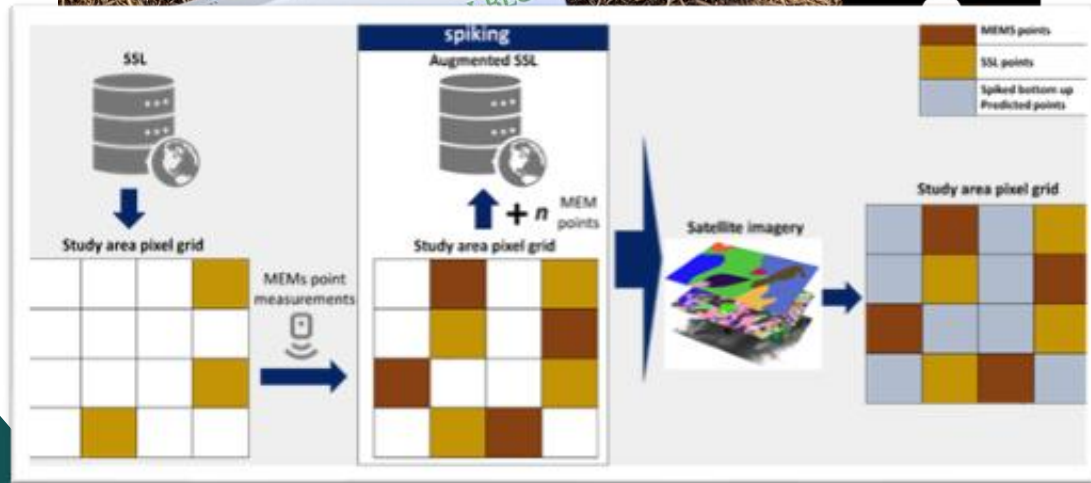 spiking
SSL
Augmented SSL
MEMS points
SSL points
Spiked bottom up
Predicted points
+ n MEM
points
Study area pixel grid
MEMs point
measurements
Study area pixel grid
Satellite imagery
Study area pixel grid